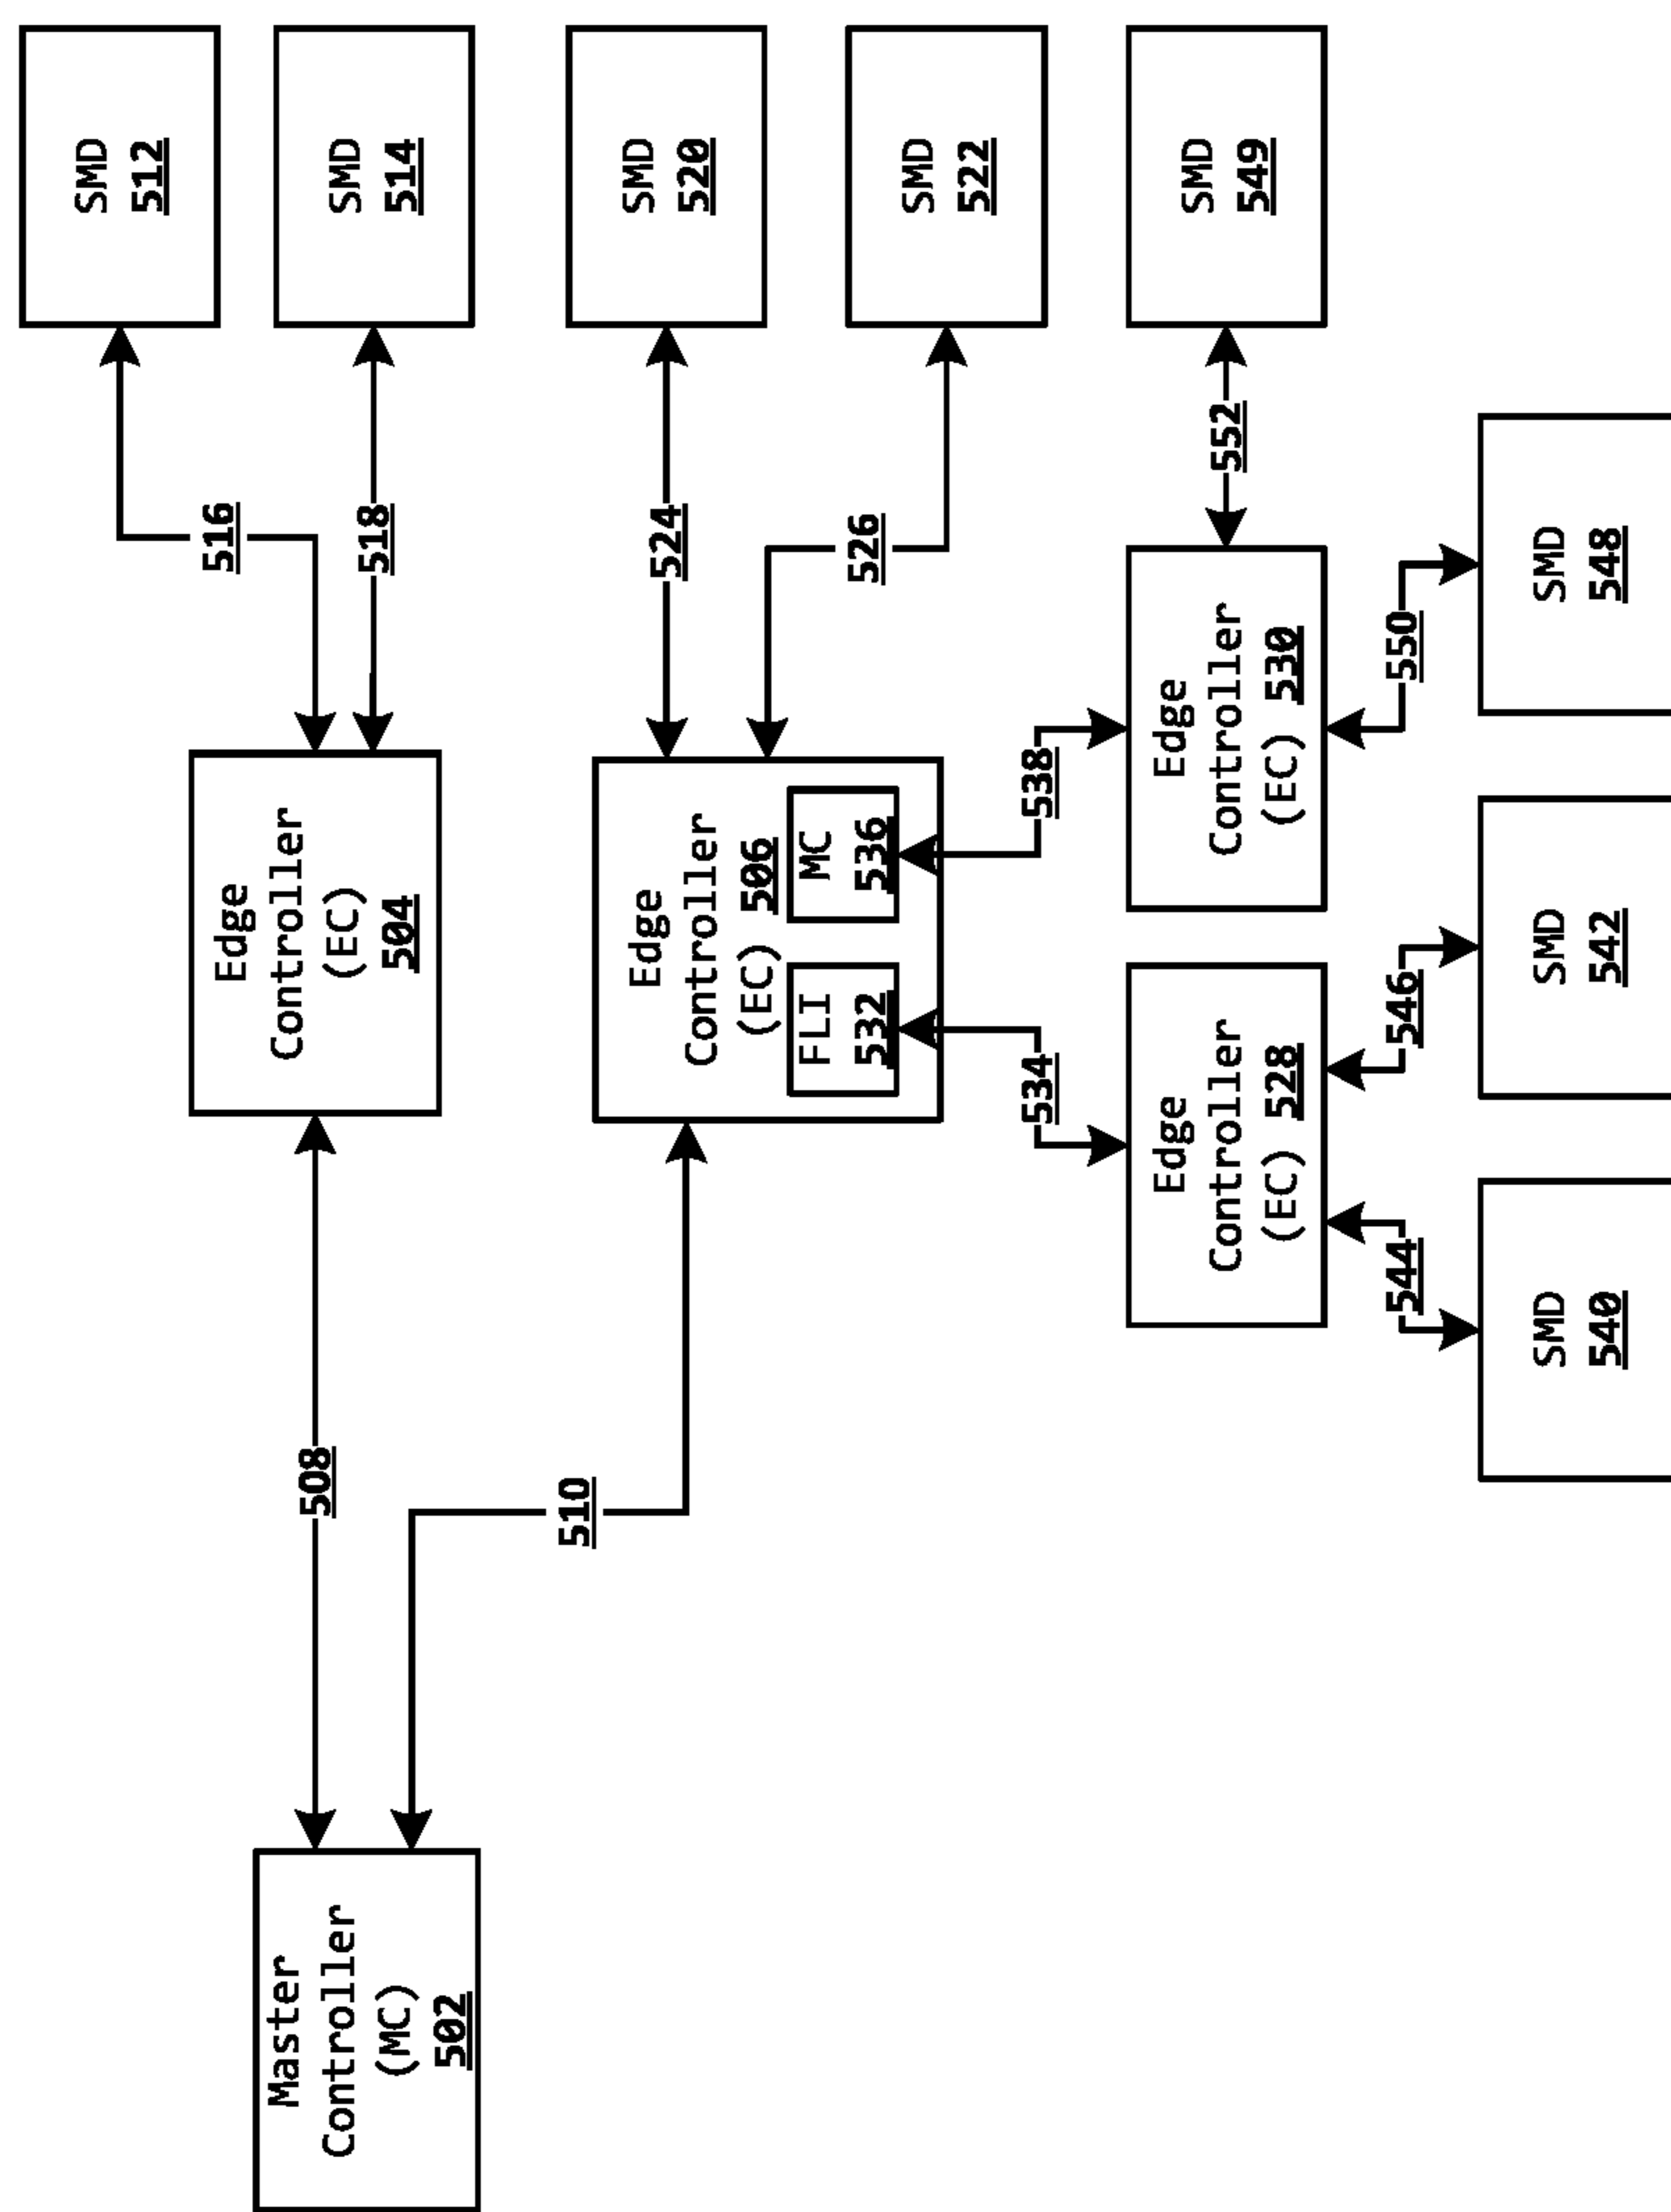 Master
Controller
(MC)
502
508
510
Edge
Controller
(EC)
504
516
518
SMD
512
SMD
514
Edge
Controller
(EC) 506
FLI
532
MC
536
524
526
SMD
520
SMD
522
534
538
Edge
Controller
(EC) 528
Edge
Controller
(EC) 530
552
SMD
549
544
546
550
SMD
540
SMD
542
SMD
548